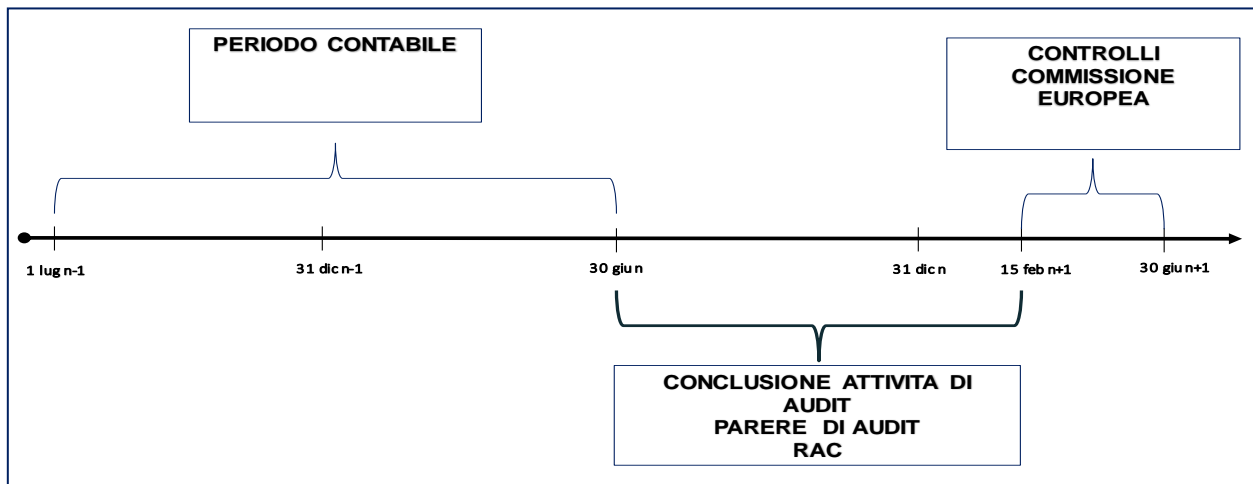 PERIODO CONTABILE
CONTROLLI
COMMISSIONE
EUROPEA
1 lug n-1
31 dic n-1
30 giu n
31 dic n
15 feb n+1
30 giu n+1
CONCLUSIONE ATTIVITA DI
AUDIT
PARERE DI AUDIT
RAC